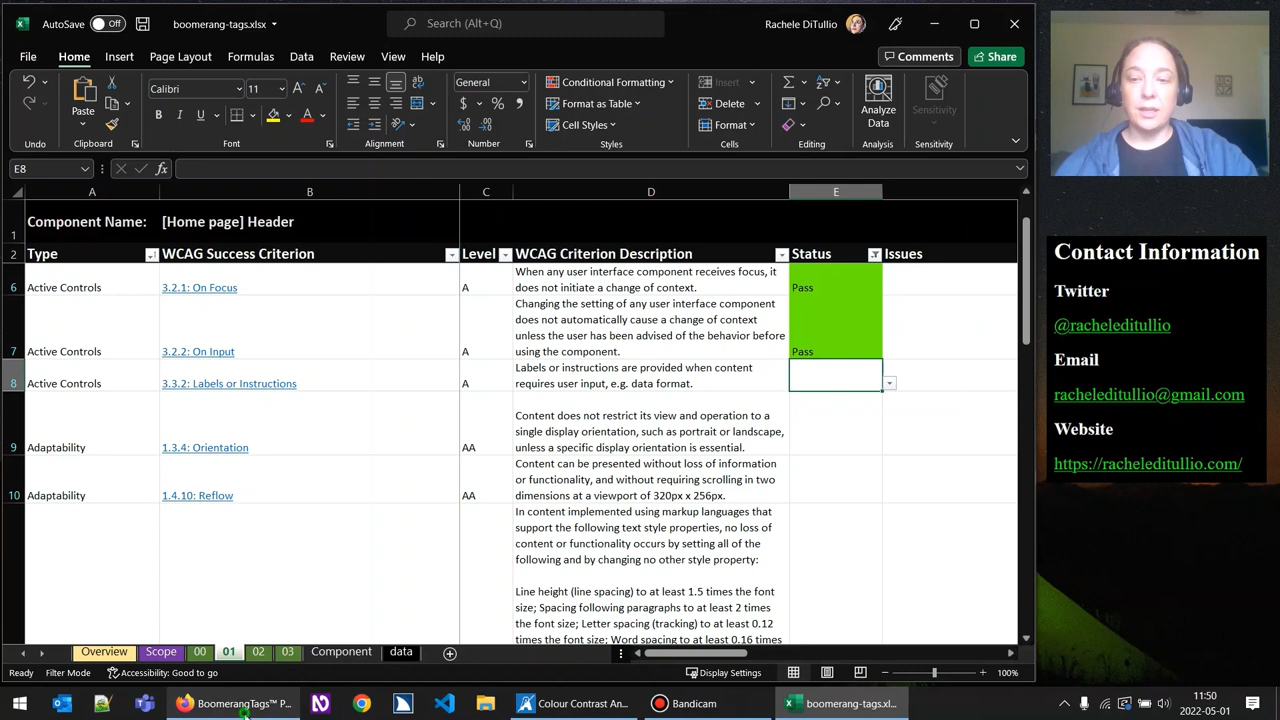 AutoSave Off boomerang-tags.xlsx Search (Alt+Q) Rachele DiTullio
File Home Insert Page Layout Formulas Data Review View Help Comments Share
Calibri 11 General Conditional Formatting Insert
Paste B I U $ % Format as Table Delete Analyze Data Sensitivity
Cell Styles Format
Undo Clipboard Font Alignment Number Styles Cells Editing Analysis Sensitivity
E8 fx
A B C D E
1 Component Name: [Home page] Header
2 Type WCAG Success Criterion Level WCAG Criterion Description Status Issues
When any user interface component receives focus, it
6 Active Controls 3.2.1: On Focus A does not initiate a change of context. Pass
Changing the setting of any user interface component
does not automatically cause a change of context
unless the user has been advised of the behavior before
7 Active Controls 3.2.2: On Input A using the component. Pass
Labels or instructions are provided when content
8 Active Controls 3.3.2: Labels or Instructions A requires user input, e.g. data format.
Content does not restrict its view and operation to a
single display orientation, such as portrait or landscape,
9 Adaptability 1.3.4: Orientation AA unless a specific display orientation is essential.
Content can be presented without loss of information
or functionality, and without requiring scrolling in two
10 Adaptability 1.4.10: Reflow AA dimensions at a viewport of 320px x 256px.
In content implemented using markup languages that
support the following text style properties, no loss of
content or functionality occurs by setting all of the
following and by changing no other style property:
Line height (line spacing) to at least 1.5 times the font
size; Spacing following paragraphs to at least 2 times
the font size; Letter spacing (tracking) to at least 0.12
times the font size; Word spacing to at least 0.16 times
Overview Scope 00 01 02 03 Component data
Ready Filter Mode Accessibility: Good to go Display Settings 100%
BoomerangTags™ P... Colour Contrast An... Bandicam boomerang-tags.xl... 11:50
2022-05-01
Contact Information
Twitter
@racheleditullio
Email
racheleditullio@gmail.com
Website
https://racheleditullio.com/